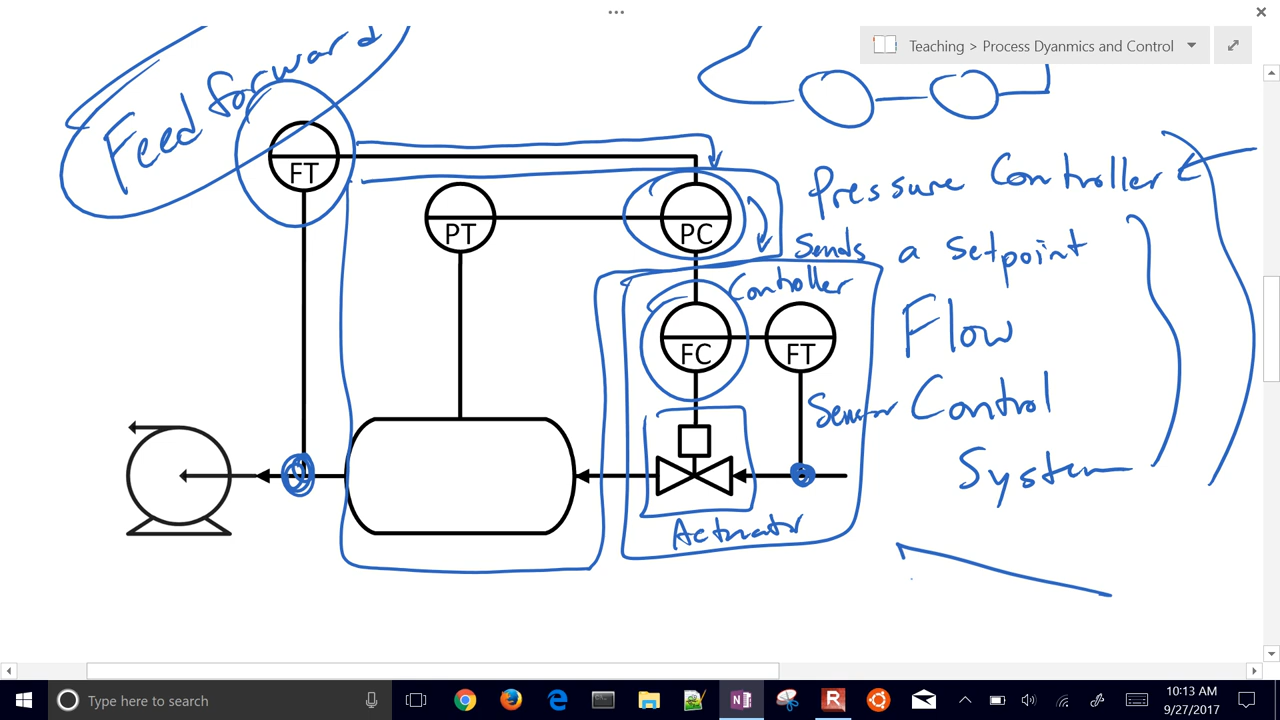 Teaching > Process Dyanmics and Control
Feed forward
FT
PT
PC
Pressure Controller
Sends a setpoint
Controller
FC
FT
Flow
Sensor
Control
System
Actuator
Type here to search
10:13 AM
9/27/2017